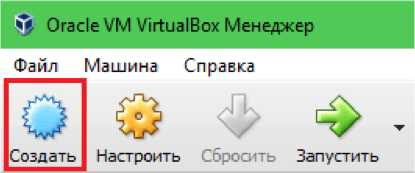 Oracle VM VirtualBox Менеджер
Файл Машина Справка
Создать Настроить Сбросить Запустить